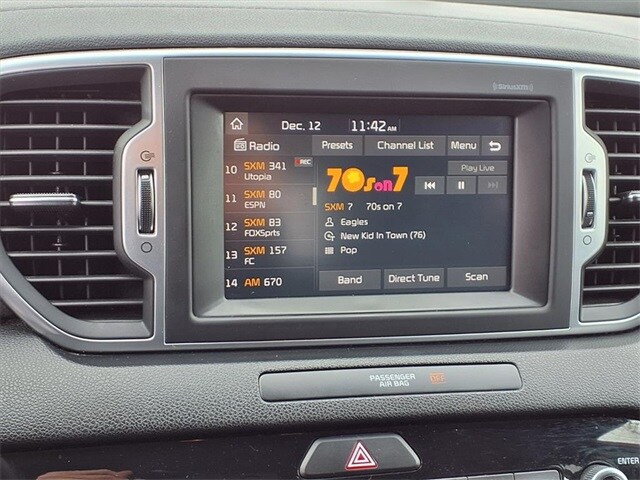 ((SiriusXM))
Dec. 12 11:42 AM
Radio Presets Channel List Menu
10 SXM 341 REC
Utopia
11 SXM 80
ESPN
12 SXM 83
FOXSprts
13 SXM 157
FC
14 AM 670
70s on 7
Play Live
SXM 7 70s on 7
Eagles
New Kid In Town (76)
Pop
Band Direct Tune Scan
PASSENGER
AIR BAG OFF
ENTER